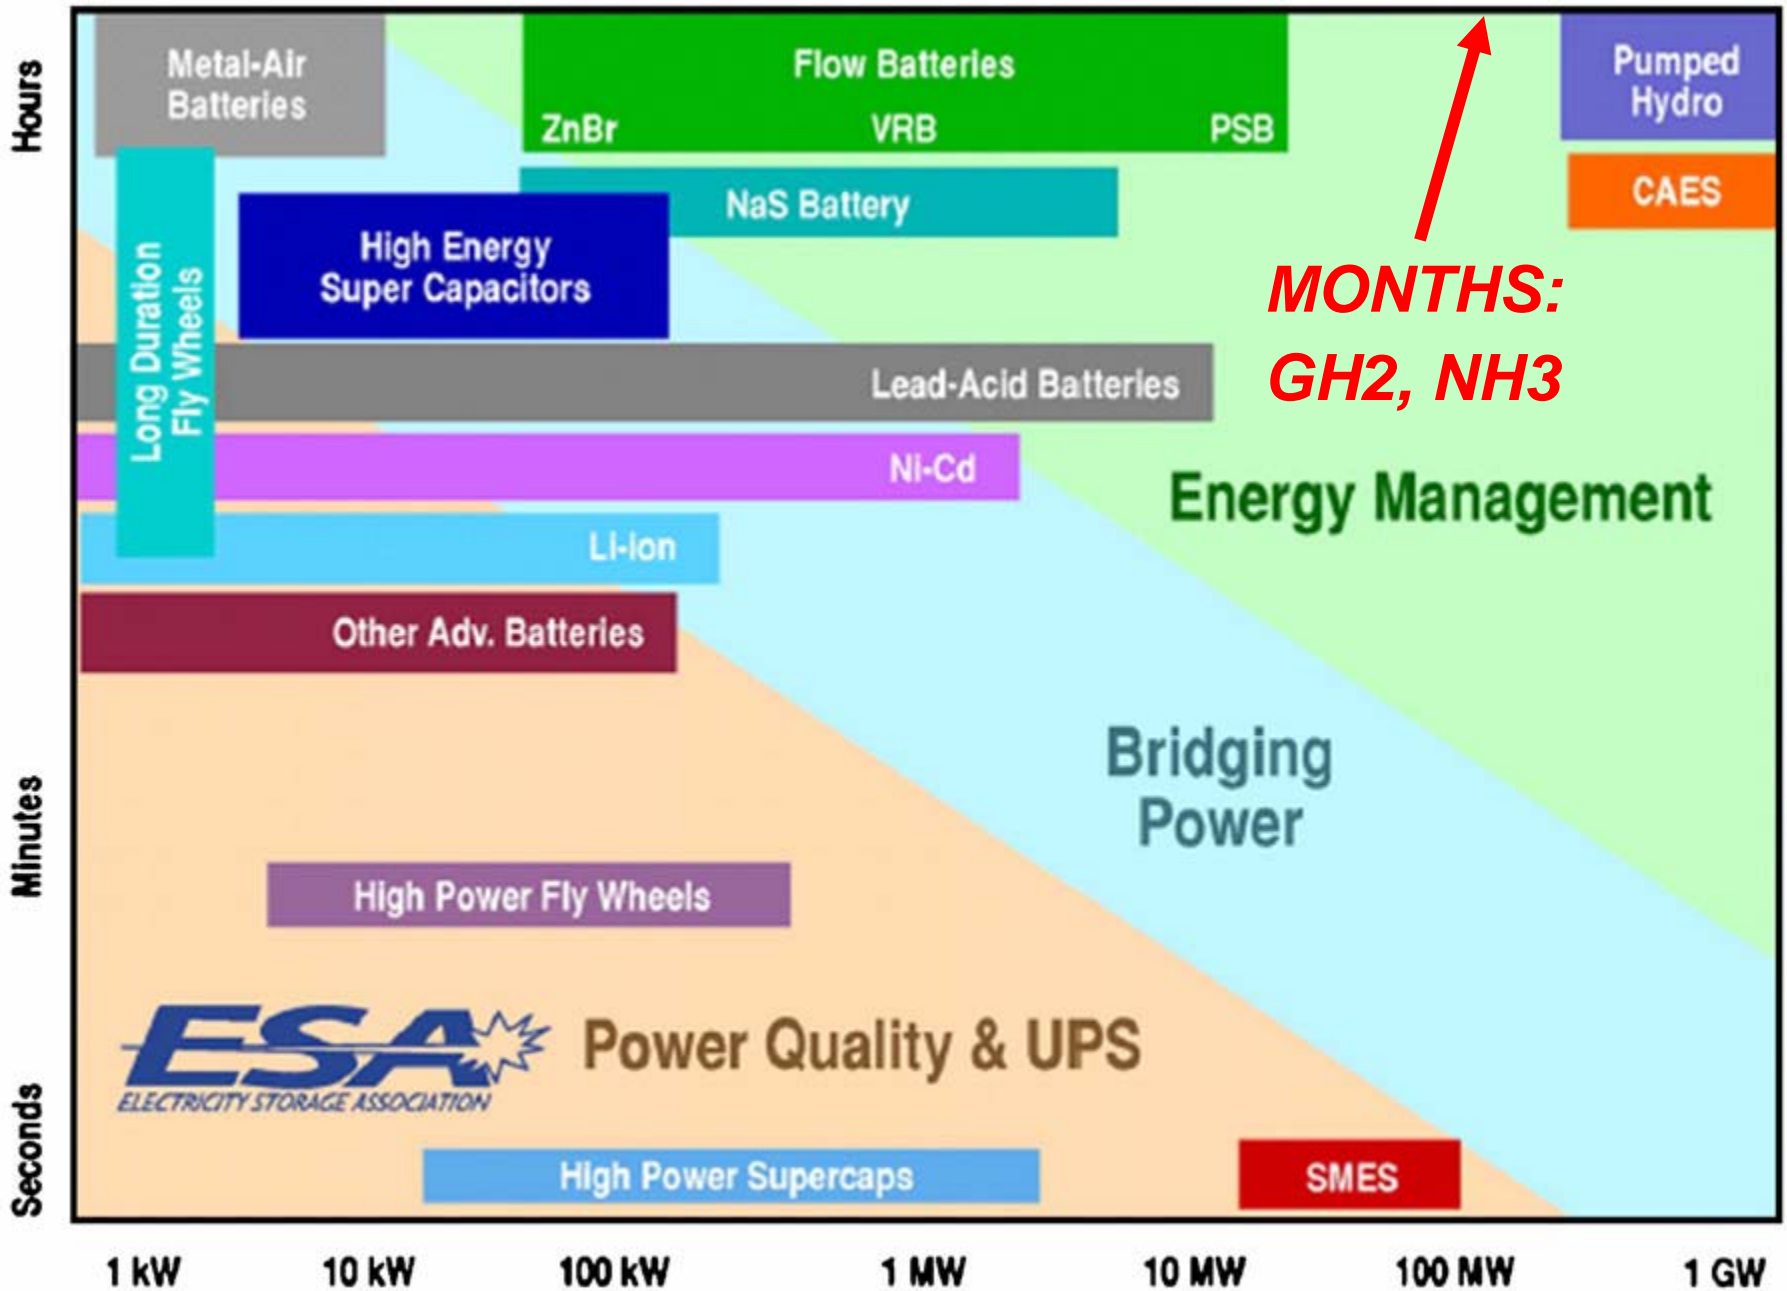 Hours
Minutes
Seconds
Metal-Air
Batteries
Flow Batteries
ZnBr VRB PSB
Pumped
Hydro
CAES
NaS Battery
High Energy
Super Capacitors
Long Duration
Fly Wheels
MONTHS:
GH2, NH3
Lead-Acid Batteries
Ni-Cd
Energy Management
Li-ion
Other Adv. Batteries
Bridging
Power
High Power Fly Wheels
ESA
ELECTRICITY STORAGE ASSOCIATION
Power Quality & UPS
High Power Supercaps
SMES
1 kW 10 kW 100 kW 1 MW 10 MW 100 MW 1 GW